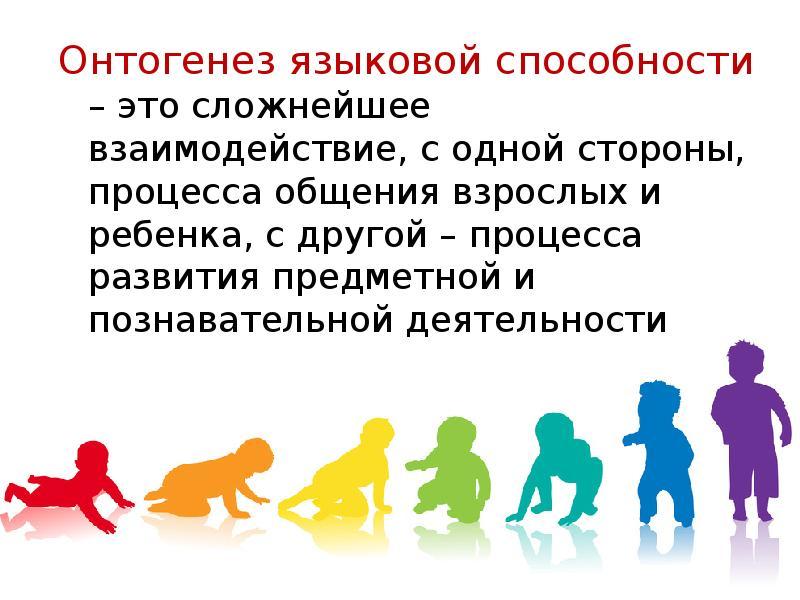 Онтогенез языковой способности
– это сложнейшее
взаимодействие, с одной стороны,
процесса общения взрослых и
ребенка, с другой – процесса
развития предметной и
познавательной деятельности